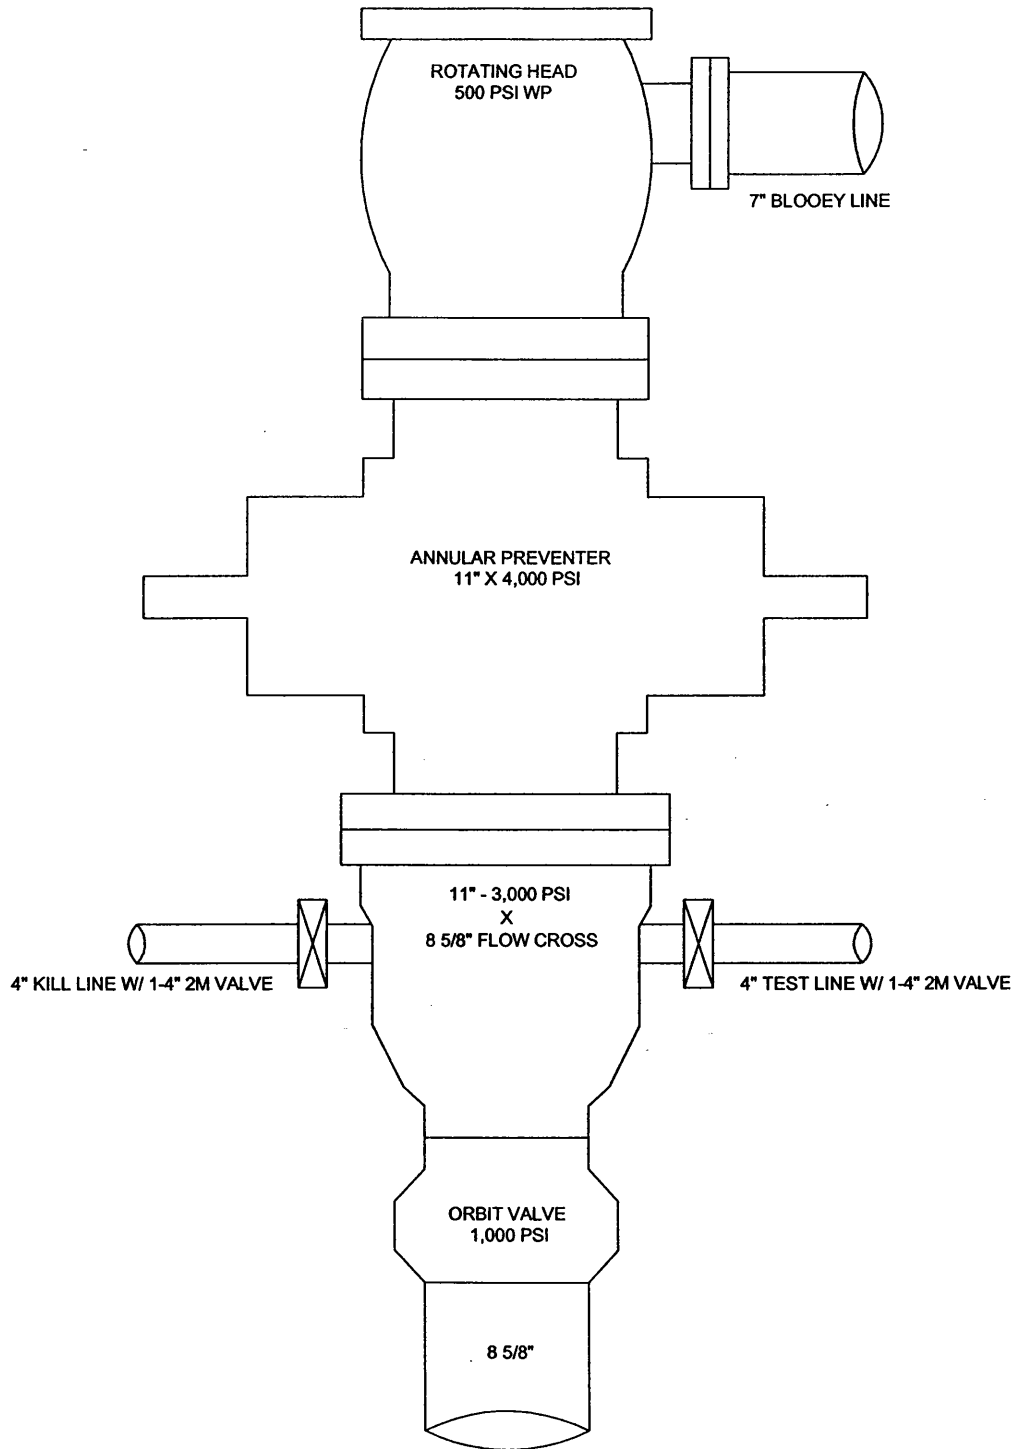 ROTATING HEAD
500 PSI WP
7" BLOOEY LINE
ANNULAR PREVENTER
11" X 4,000 PSI
11" - 3,000 PSI
X
8 5/8" FLOW CROSS
4" KILL LINE W/ 1-4" 2M VALVE
4" TEST LINE W/ 1-4" 2M VALVE
ORBIT VALVE
1,000 PSI
8 5/8"